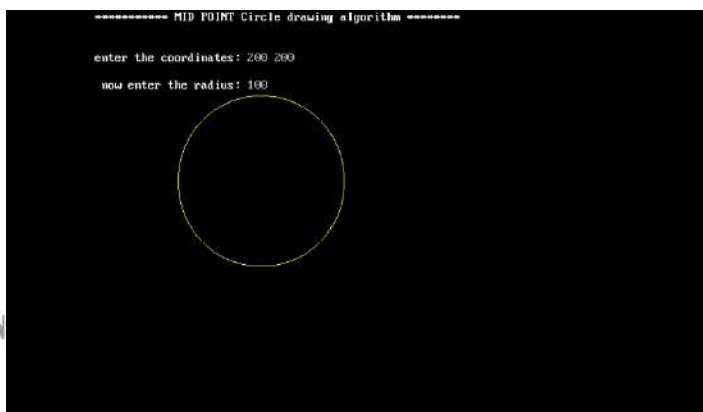 =========== MID POINT Circle drawing algorithm ========
enter the coordinates: 200 200
now enter the radius: 100